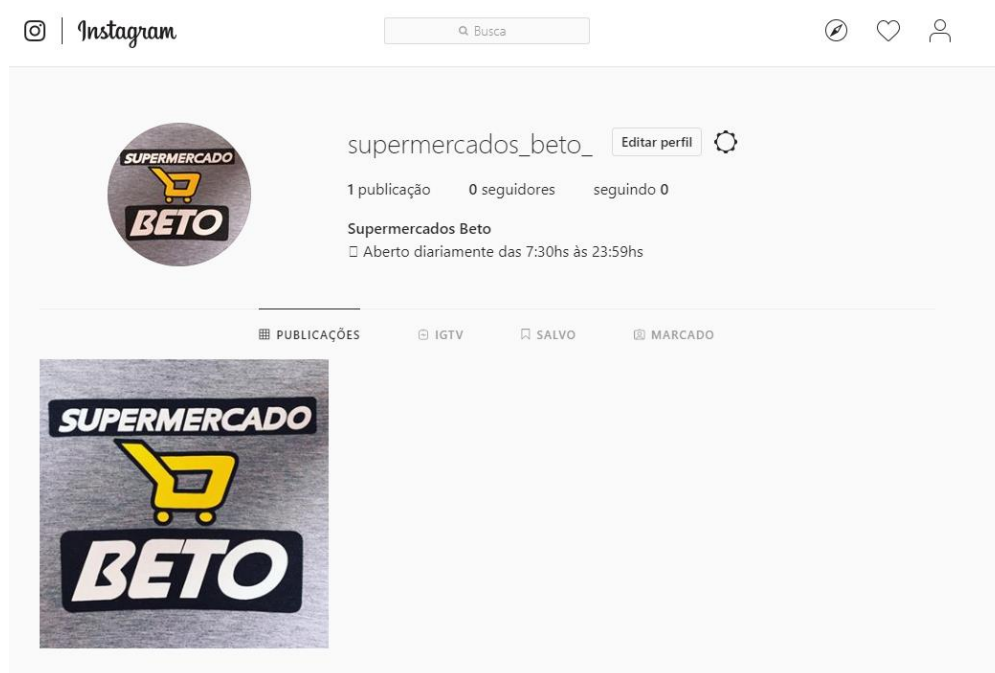 Instagram
Busca
SUPERMERCADO
BETO
supermercados_beto_ Editar perfil
1 publicação 0 seguidores seguindo 0
Supermercados Beto
Aberto diariamente das 7:30hs às 23:59hs
PUBLICAÇÕES IGTV SALVO MARCADO
SUPERMERCADO
BETO